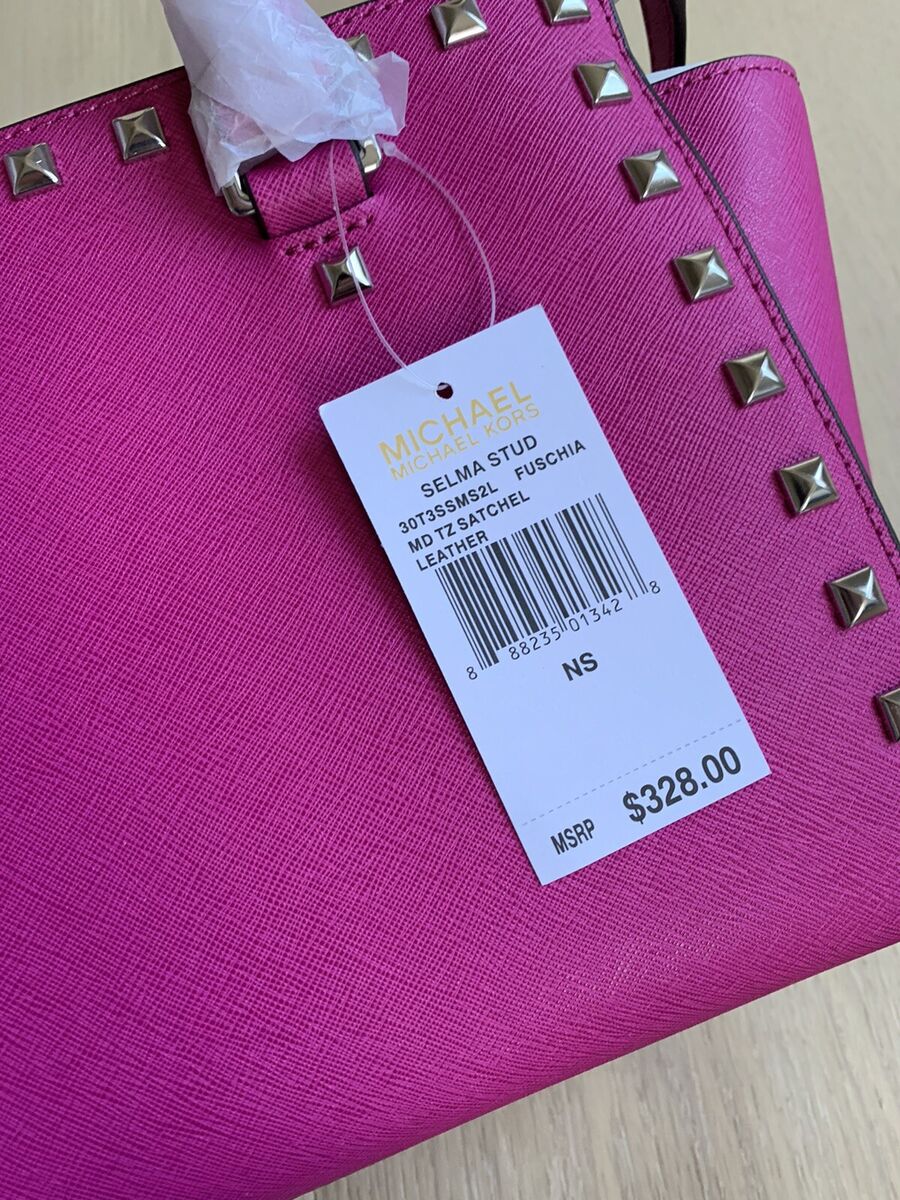 MICHAEL
MICHAEL KORS
SELMA STUD
30T3SSMS2L FUSCHIA
MD TZ SATCHEL
LEATHER
8 88235 01342 8
NS
MSRP $328.00